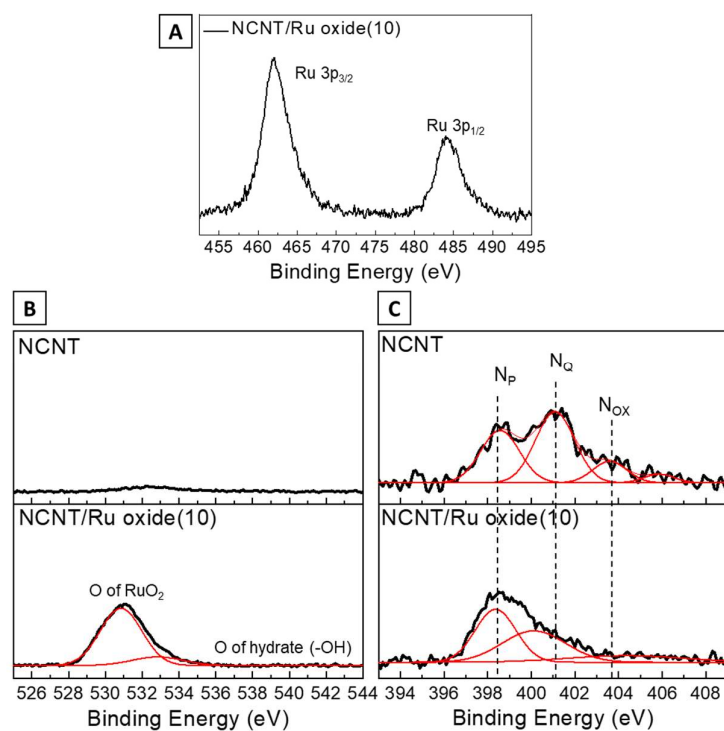 A
NCNT/Ru oxide(10)
Ru 3p3/2
Ru 3p1/2
455 460 465 470 475 480 485 490 495
Binding Energy (eV)
B
NCNT
NCNT/Ru oxide(10)
O of RuO2
O of hydrate (-OH)
526 528 530 532 534 536 538 540 542 544
Binding Energy (eV)
C
NCNT
NP
NQ
NOX
NCNT/Ru oxide(10)
394 396 398 400 402 404 406 408
Binding Energy (eV)